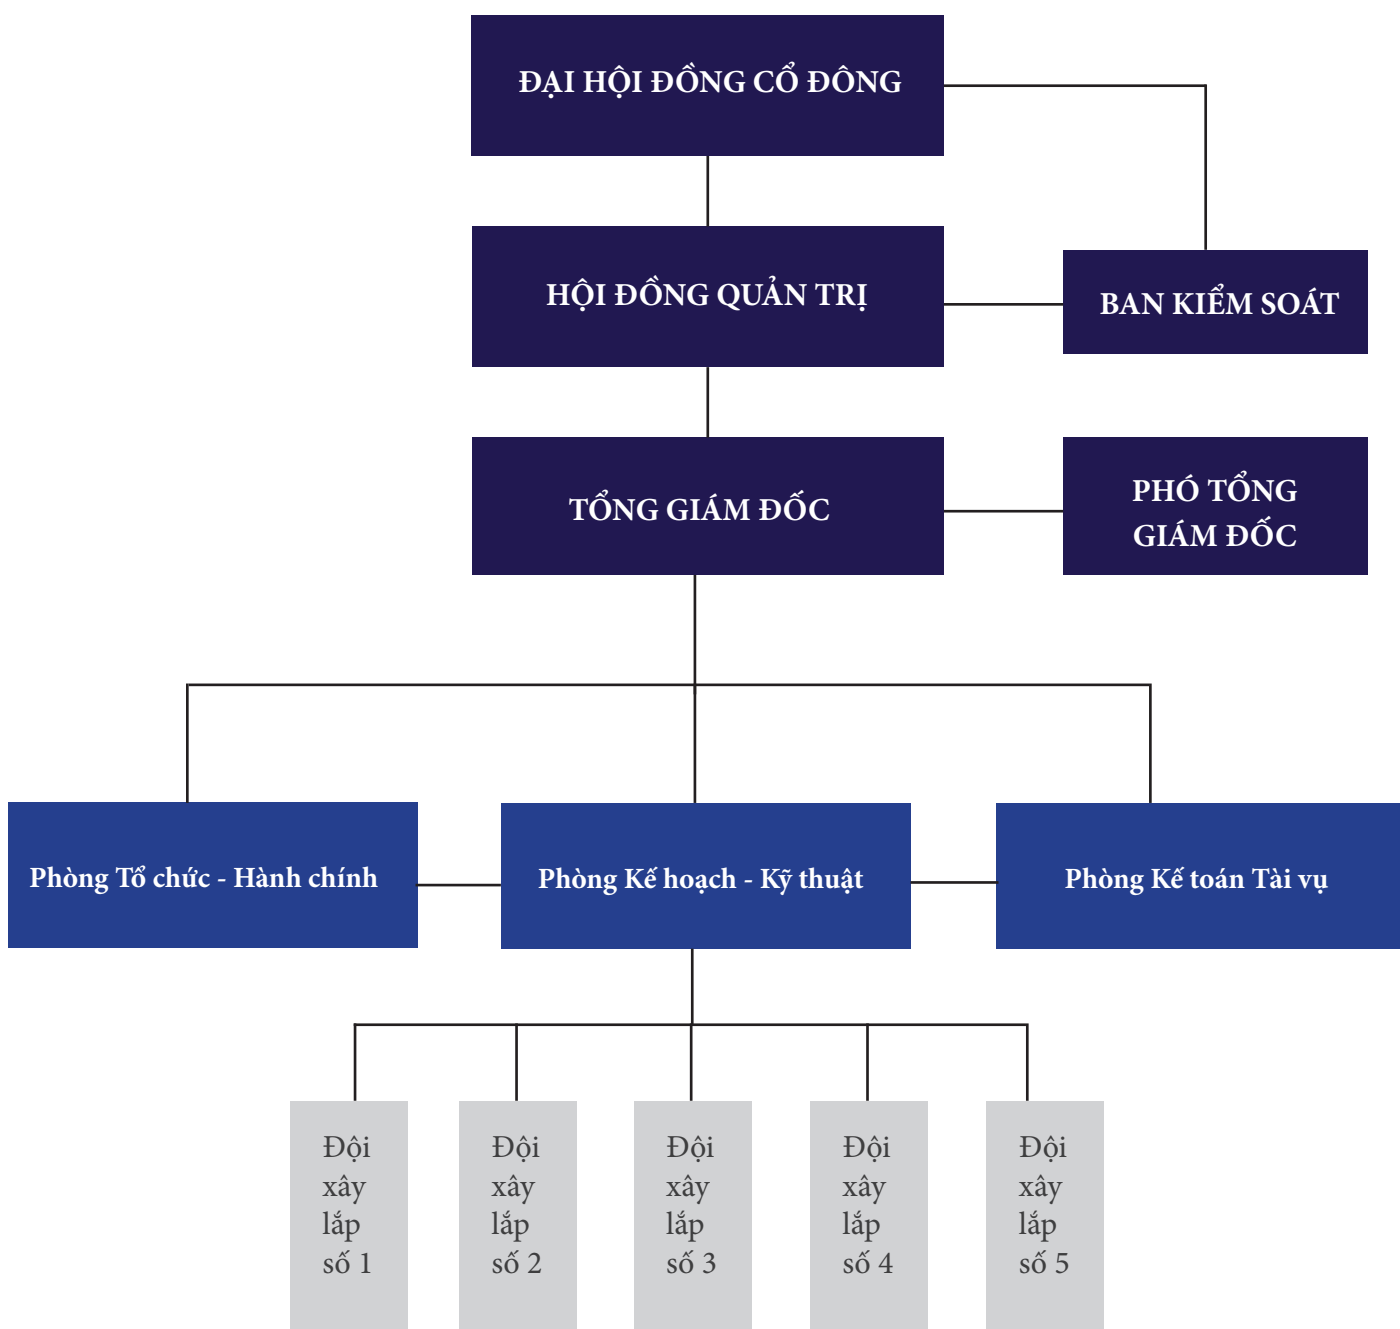 ĐẠI HỘI ĐỒNG CỔ ĐÔNG
HỘI ĐỒNG QUẢN TRỊ
BAN KIỂM SOÁT
TỔNG GIÁM ĐỐC
PHÓ TỔNG
GIÁM ĐỐC
Phòng Tổ chức - Hành chính
Phòng Kế hoạch - Kỹ thuật
Phòng Kế toán Tài vụ
Đội
xây
lắp
số 1
Đội
xây
lắp
số 2
Đội
xây
lắp
số 3
Đội
xây
lắp
số 4
Đội
xây
lắp
số 5